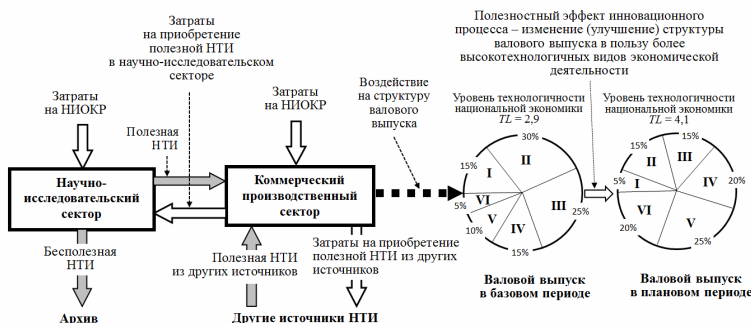 Затраты
на приобретение
полезной НТИ
в научно-исследовательском
секторе
Полезностный эффект инновационного
процесса – изменение (улучшение) структуры
валового выпуска в пользу более
высокотехнологичных видов экономической
деятельности
Затраты
на НИОКР
Затраты
на НИОКР
Воздействие
на структуру
валового
выпуска
Полезная
НТИ
Уровень технологичности
национальной экономики
TL = 2,9
Уровень технологичности
национальной экономики
TL = 4,1
Научно-
исследовательский
сектор
Коммерческий
производственный
сектор
30%
15%
I
II
III
25%
IV
15%
V
10%
VI
5%
15%
15%
II
III
IV
20%
V
25%
VI
20%
I
5%
Бесполезная
НТИ
Полезная НТИ
из других источников
Затраты на приобретение
полезной НТИ из других
источников
Архив
Другие источники НТИ
Валовой выпуск
в базовом периоде
Валовой выпуск
в плановом периоде